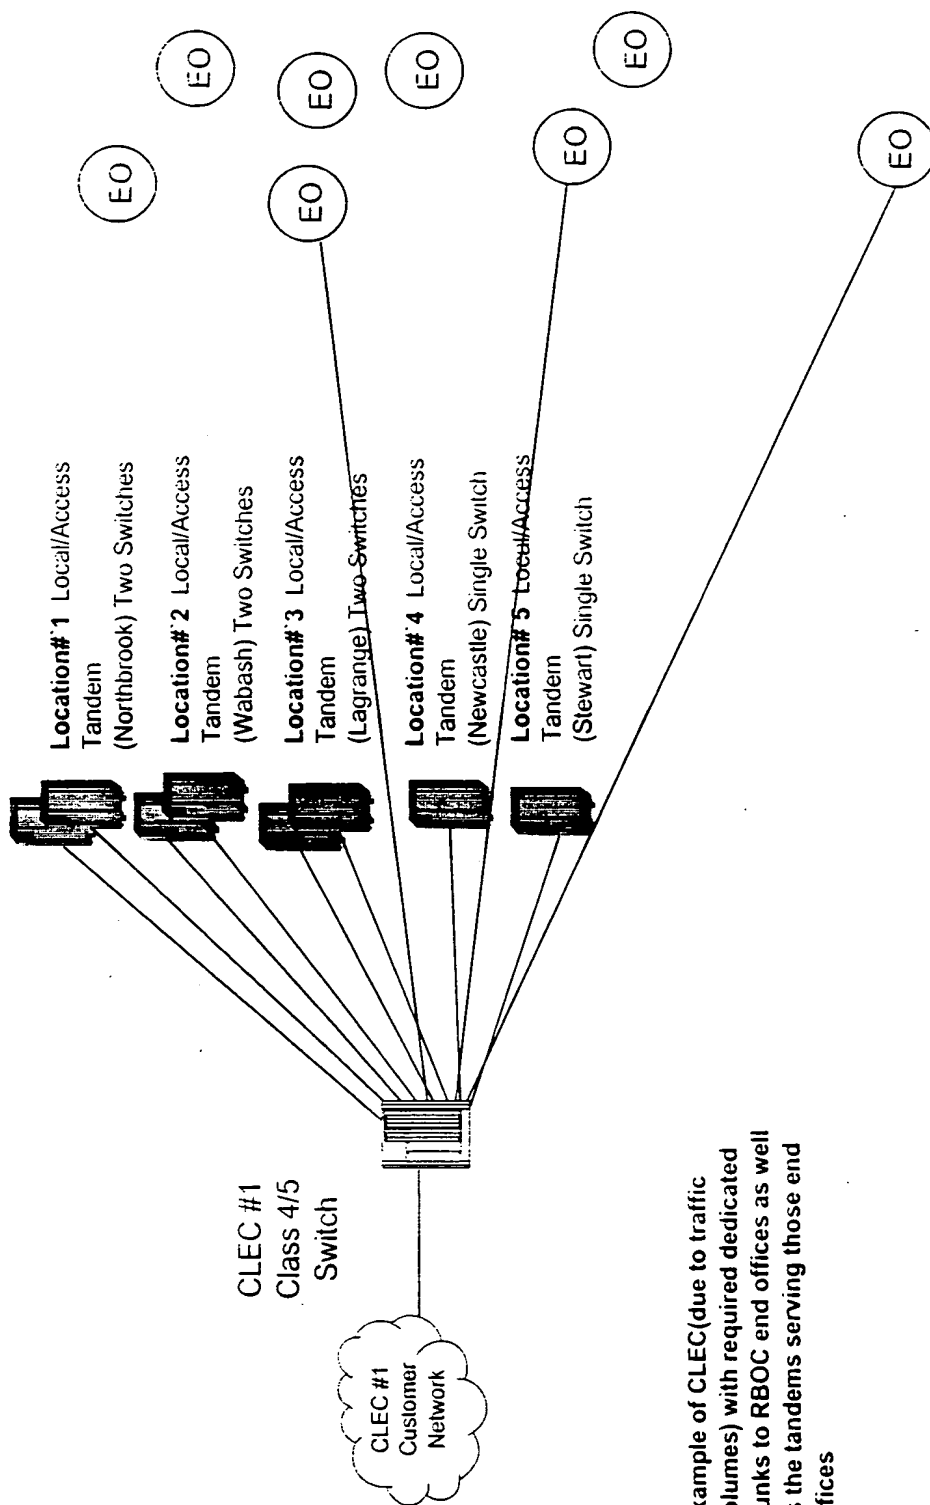 Location# 1 Local/Access
Tandem
(Northbrook) Two Switches
Location# 2 Local/Access
Tandem
(Wabash) Two Switches
Location# 3 Local/Access
Tandem
(Lagrange) Two Switches
Location# 4 Local/Access
Tandem
(Newcastle) Single Switch
Location# 5 Local/Access
Tandem
(Stewart) Single Switch
EO
EO
EO
EO
EO
EO
EO
EO
CLEC #1
Class 4/5
Switch
CLEC #1
Customer
Network
xample of CLEC(due to traffic
lumes) with required dedicated
unks to RBOC end offices as well
s the tandems serving those end
ffices